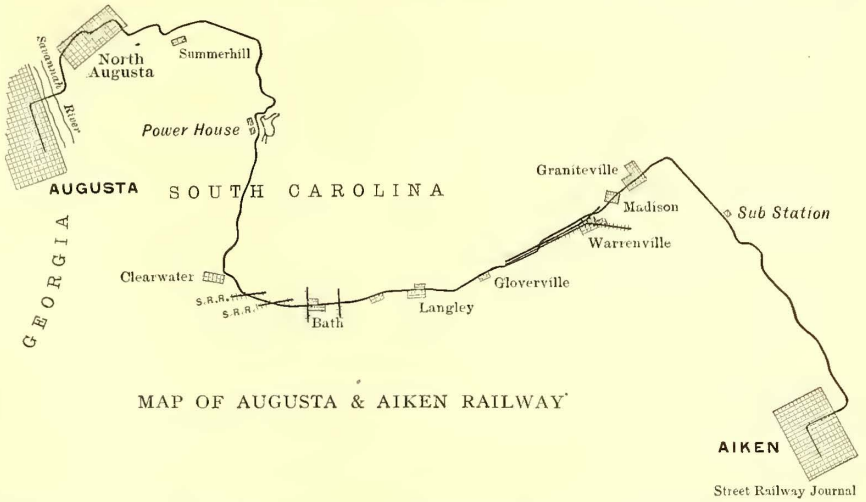 North
Augusta
Summerhill
Savannah
River
Power House
AUGUSTA
SOUTH CAROLINA
GEORGIA
Graniteville
Madison
Sub Station
Warrenville
Clearwater
Gloverville
S.R.R.
S.R.R.
Bath
Langley
MAP OF AUGUSTA & AIKEN RAILWAY
AIKEN
Street Railway Journal